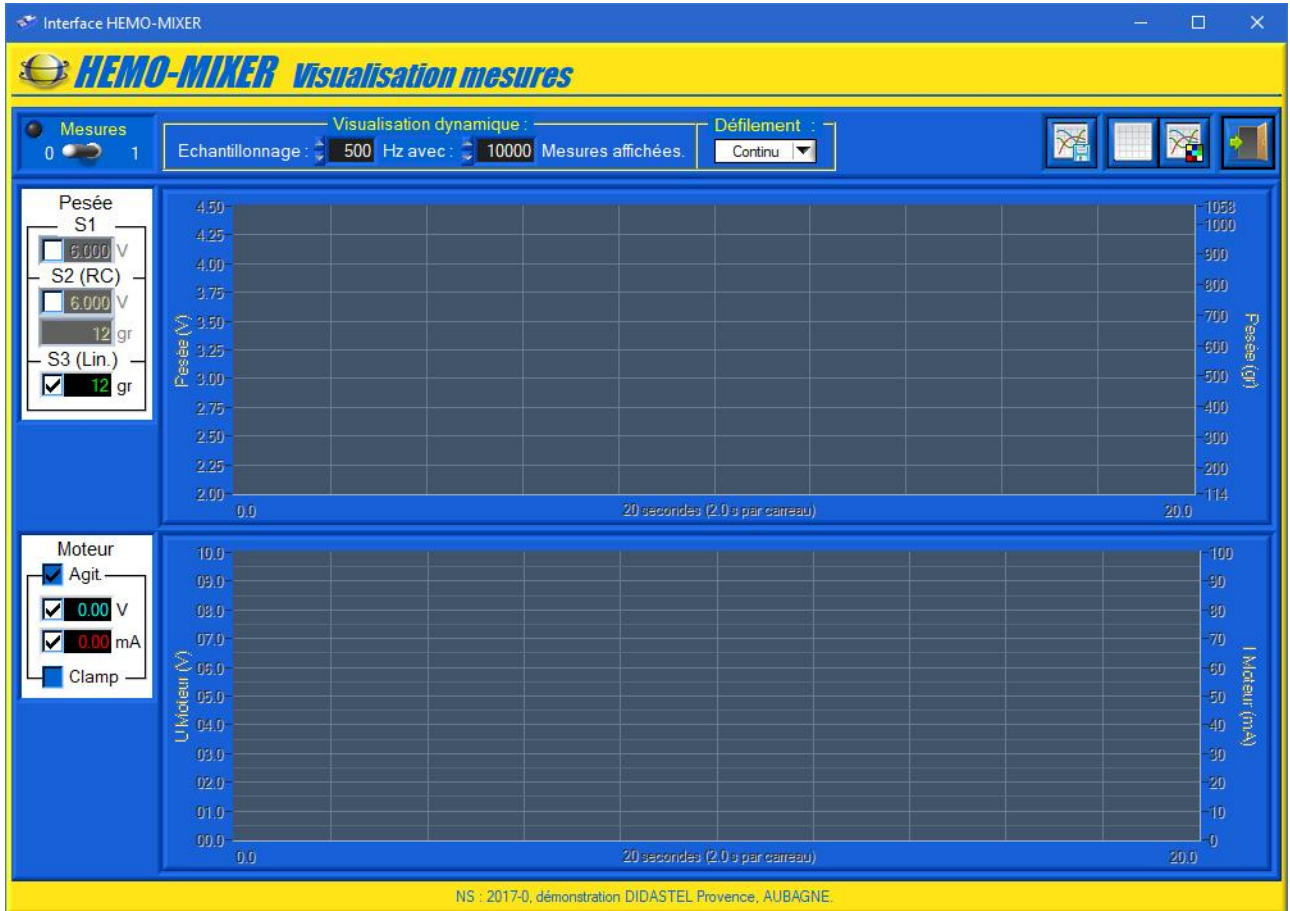 Interface HEMO-MIXER
HEMO-MIXER Visualisation mesures
Mesures
0 1
Visualisation dynamique :
Echantillonnage : 500 Hz avec : 10000 Mesures affichées.
Défilement :
Continu
Pesée
S1
6.000 V
S2 (RC)
6.000 V
12 gr
S3 (Lin.)
12 gr
Pesée (V)
4.50
4.25
4.00
3.75
3.50
3.25
3.00
2.75
2.50
2.25
2.00
0.0 20 secondes (2.0 s par carreau) 20.0
1058
1000
900
800
700
600
500
400
300
200
114
Pesée (gr)
Moteur
Agit.
0.00 V
0.00 mA
Clamp
U Moteur (V)
10.0
09.0
08.0
07.0
06.0
05.0
04.0
03.0
02.0
01.0
00.0
0.0 20 secondes (2.0 s par carreau) 20.0
100
90
80
70
60
50
40
30
20
10
0
I Moteur (mA)
NS : 2017-0, démonstration DIDASTEL Provence, AUBAGNE.